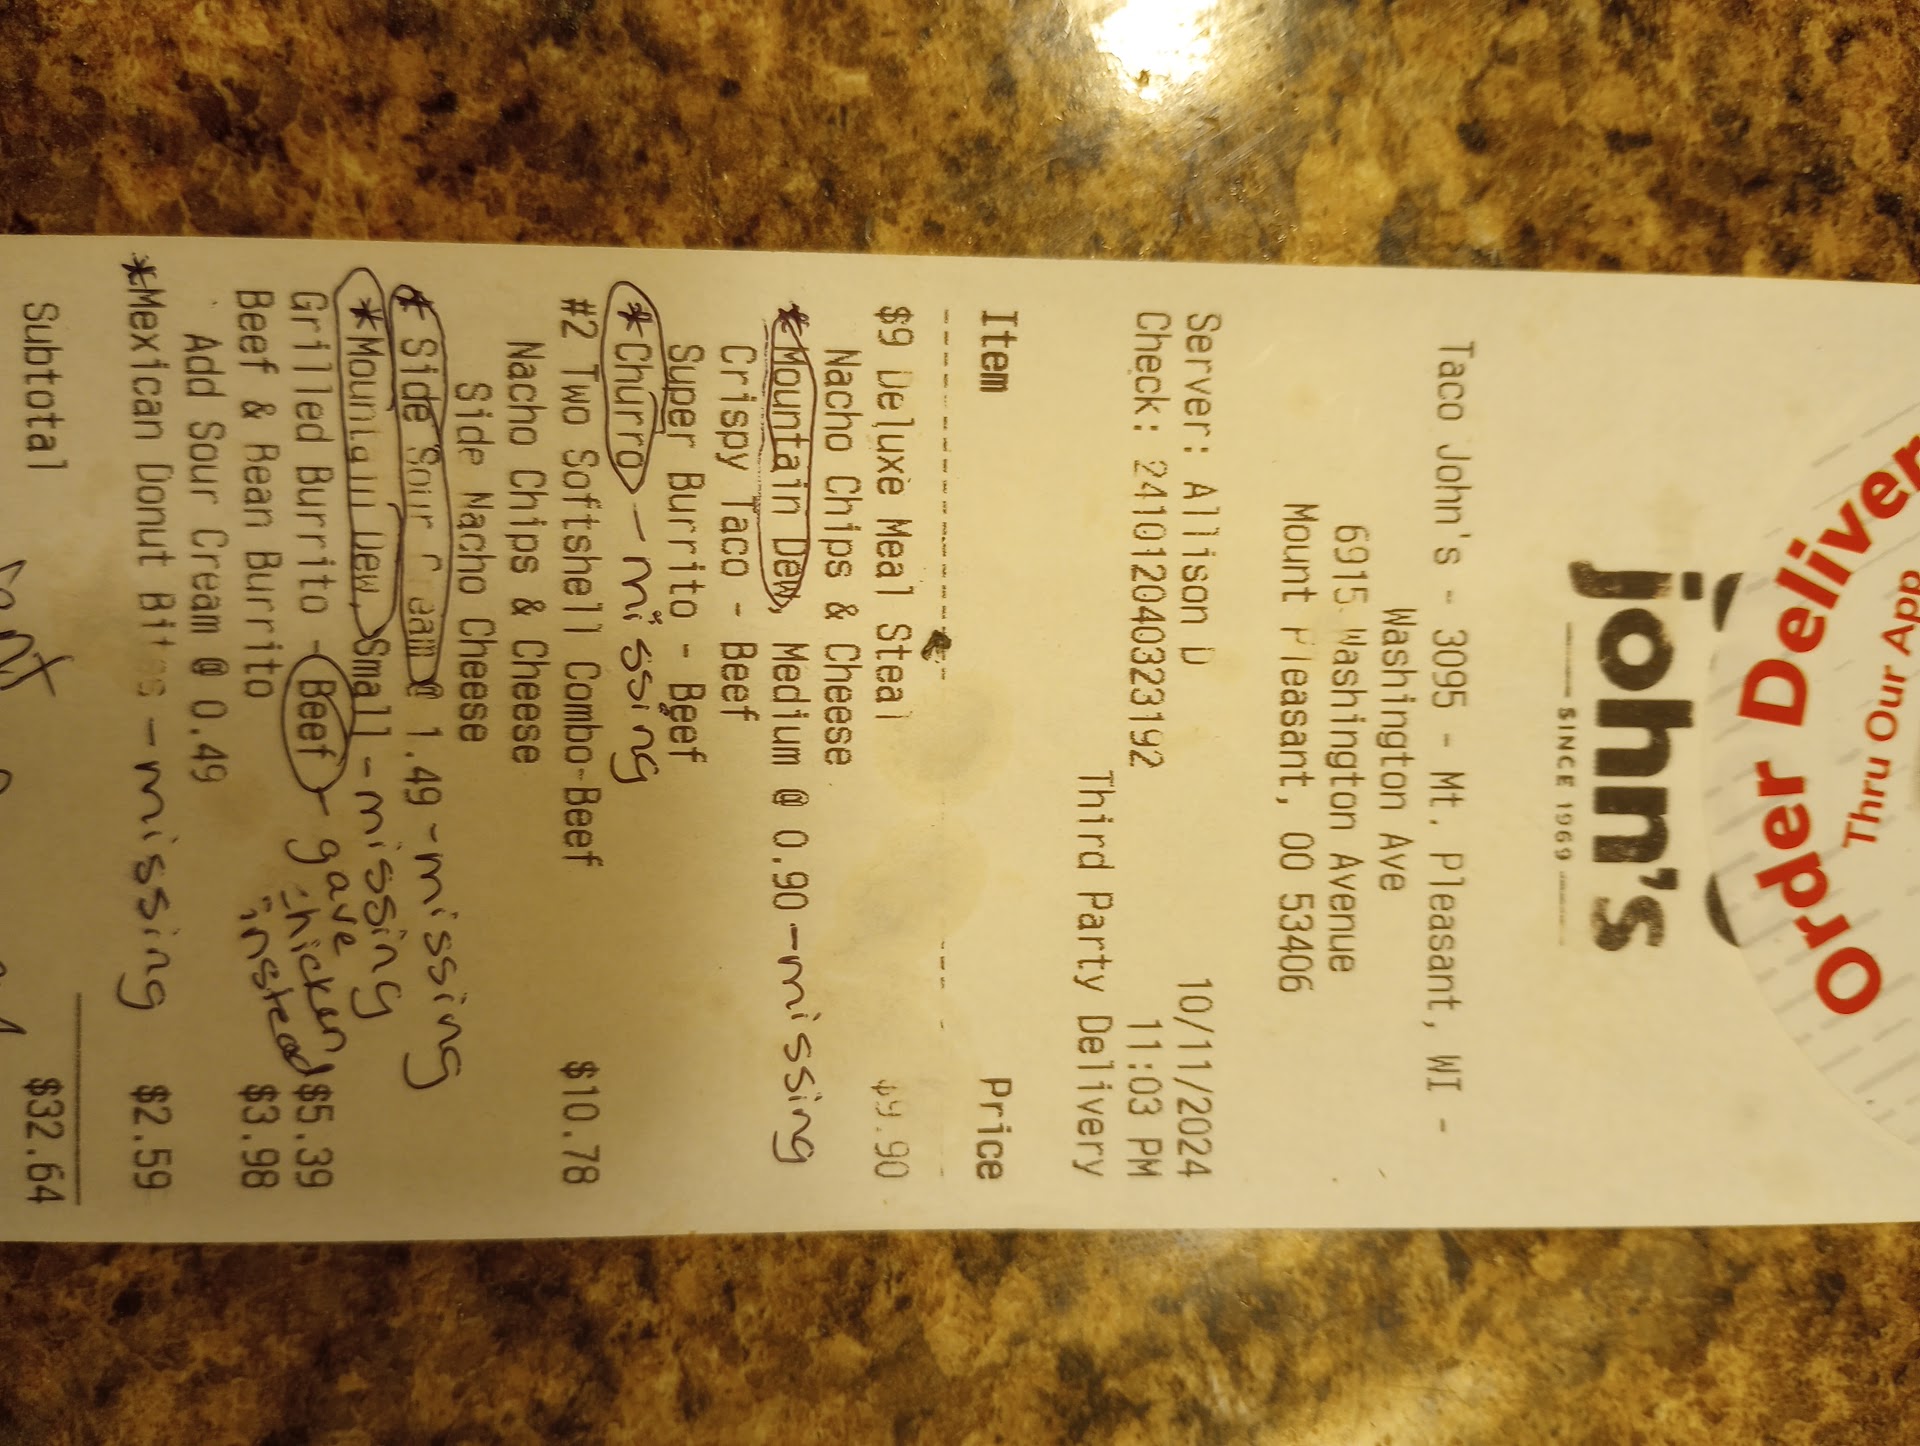 Order Deliver
Thru Our App
john's
SINCE 1969
Taco John's - 3095 - Mt. Pleasant, WI -
Washington Ave
6915 Washington Avenue
Mount Pleasant, 00 53406
Server: Allison D 10/11/2024
Check: 241012040323192 11:03 PM
Third Party Delivery
Item Price
$9 Deluxe Meal Steal $9.90
Nacho Chips & Cheese
*Mountain Dew, Medium @ 0.90 - missing
Crispy Taco - Beef
Super Burrito - Beef
*Churro - missing
#2 Two Softshell Combo-Beef $10.78
Nacho Chips & Cheese
Side Nacho Cheese
* Side Sour Cream @ 1.49 - missing
*Mountain Dew, Small - missing
Grilled Burrito - Beef - gave chicken instead $5.39
Beef & Bean Burrito $3.98
Add Sour Cream @ 0.49
*Mexican Donut Bites - missing $2.59
Subtotal $32.64